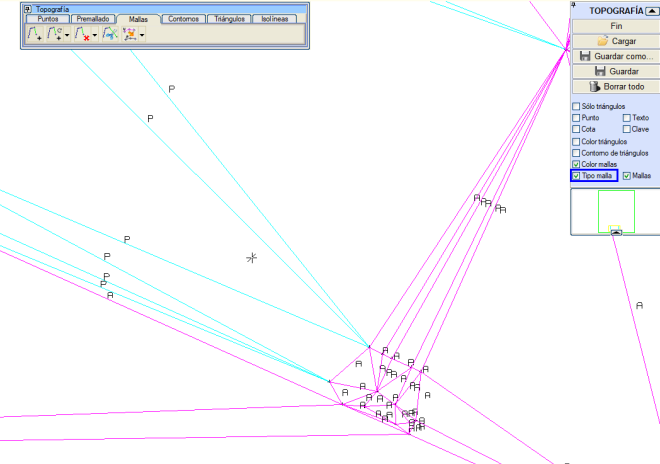 Topografía
Puntos Premallado Mallas Contornos Triángulos Isolíneas
TOPOGRAFÍA
Fin
Cargar
Guardar como...
Guardar
Borrar todo
Sólo triángulos
Punto Texto
Cota Clave
Color triángulos
Contorno de triángulos
Color mallas
Tipo malla Mallas
P
P
A
A
A
A
A
P
P
P
P
A
A